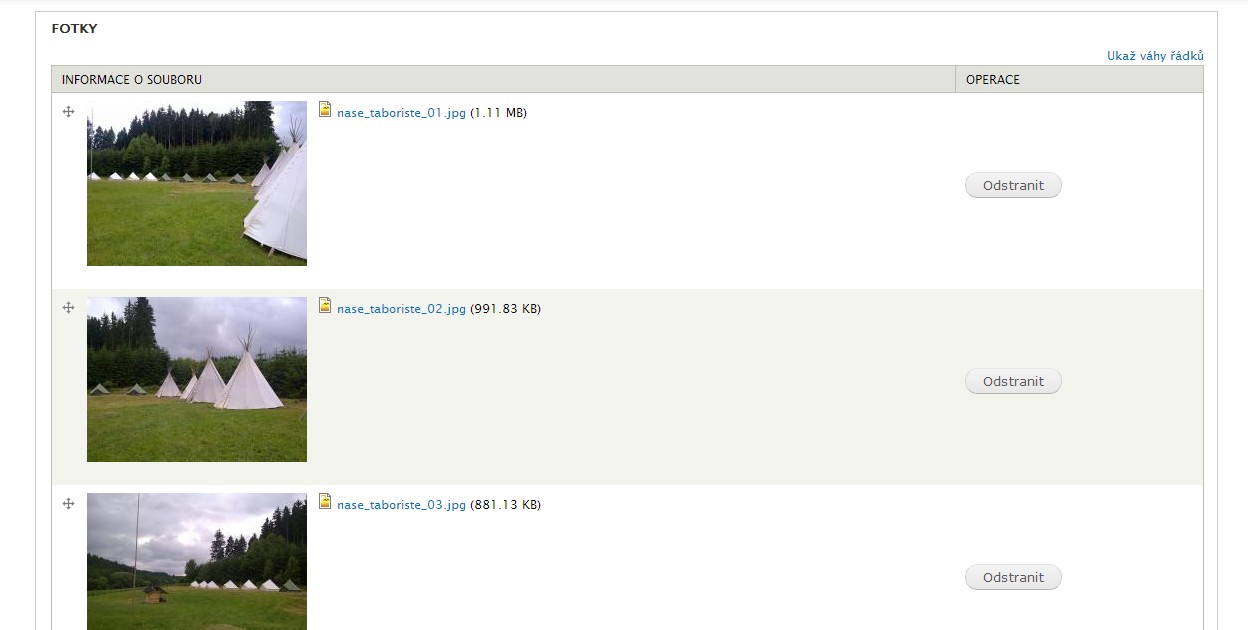 FOTKY
Ukaž váhy řádků
INFORMACE O SOUBORU OPERACE
nase_taboriste_01.jpg (1.11 MB)
Odstranit
nase_taboriste_02.jpg (991.83 KB)
Odstranit
nase_taboriste_03.jpg (881.13 KB)
Odstranit